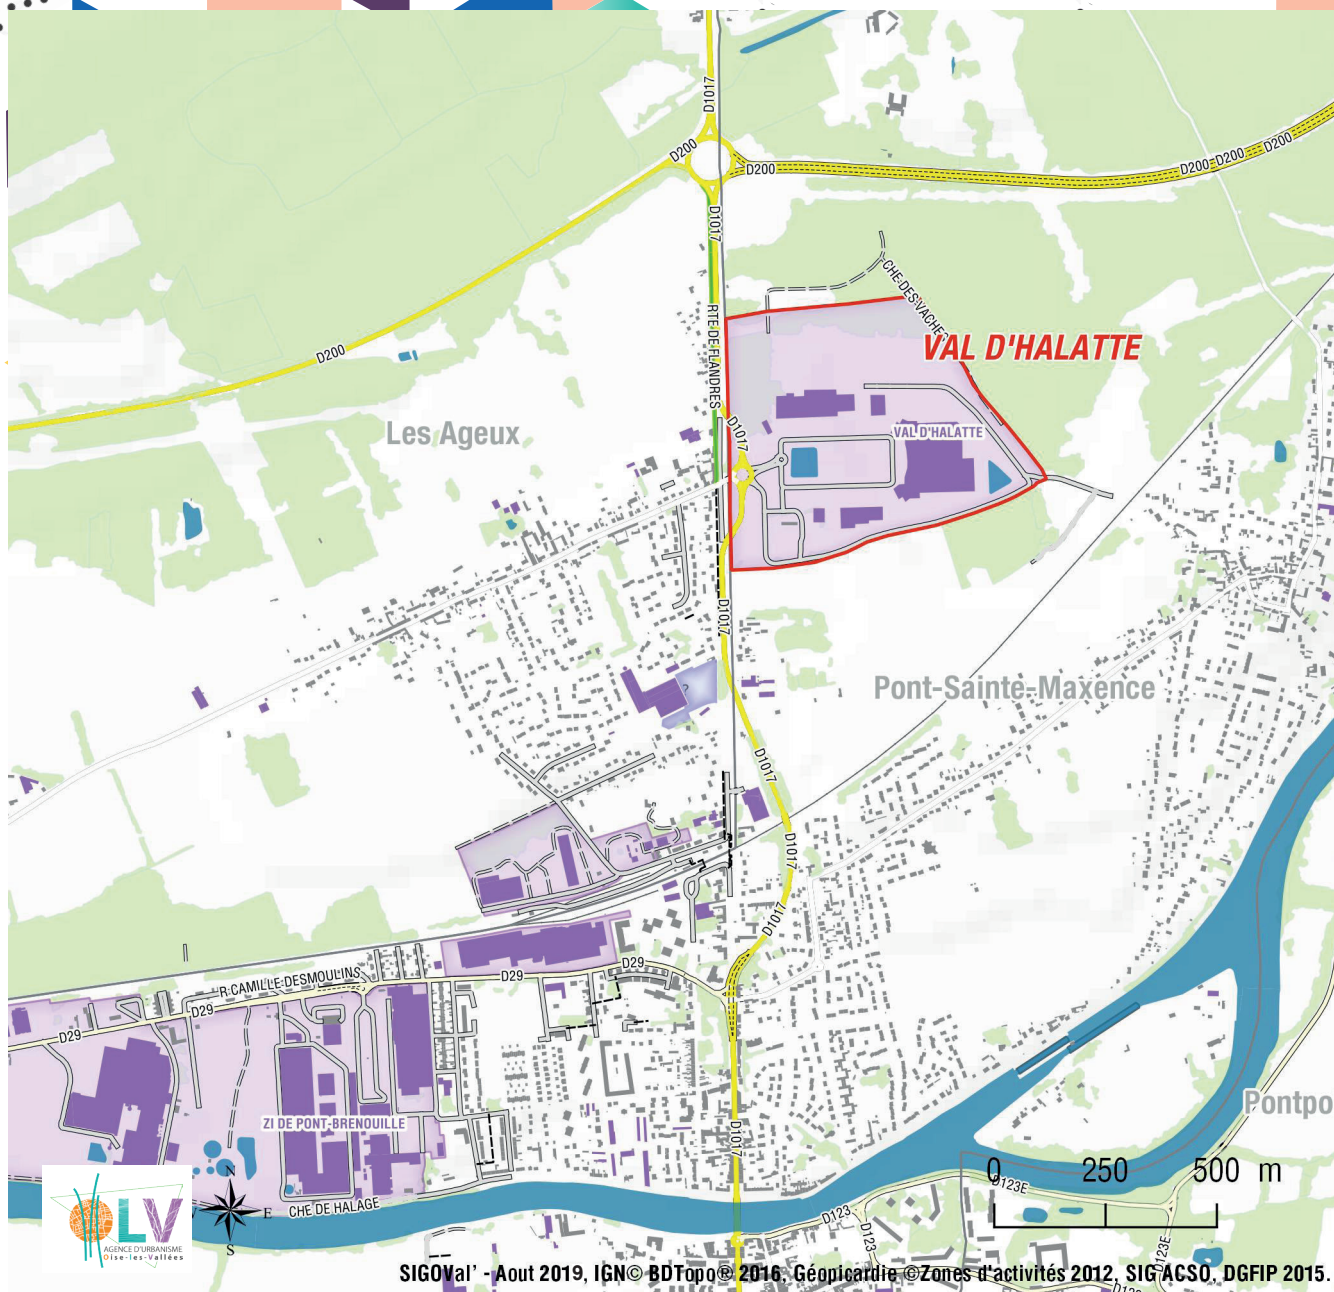 D1017
D200
D200
D200
D200
D200
D1017
CHE DES VACHES
RTE DE FLANDRES
VAL D'HALATTE
D200
D1017
Les Ageux
VAL D'HALATTE
D1017
Pont-Sainte-Maxence
D1017
D1017
D1017
D29
D29
R CAMILLE DESMOULINS
D29
D29
Pontpo
ZI DE PONT-BRENOUILLE
D1017
0 250 500 m
D123E
N
E
S
CHE DE HALAGE
D123
D123
D123E
OLV
AGENCE D'URBANISME
Oise-les-Vallées
SIGOVal' - Aout 2019, IGN© BDTopo® 2016, Géopicardie ©Zones d'activités 2012, SIG ACSO, DGFIP 2015.